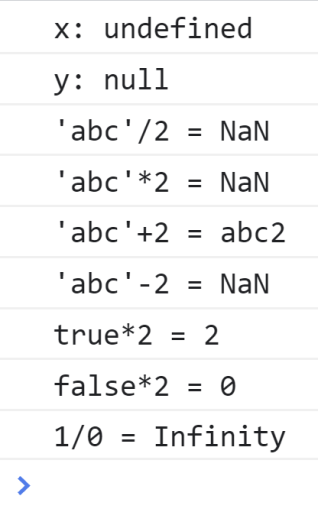 x: undefined
y: null
'abc'/2 = NaN
'abc'*2 = NaN
'abc'+2 = abc2
'abc'-2 = NaN
true*2 = 2
false*2 = 0
1/0 = Infinity